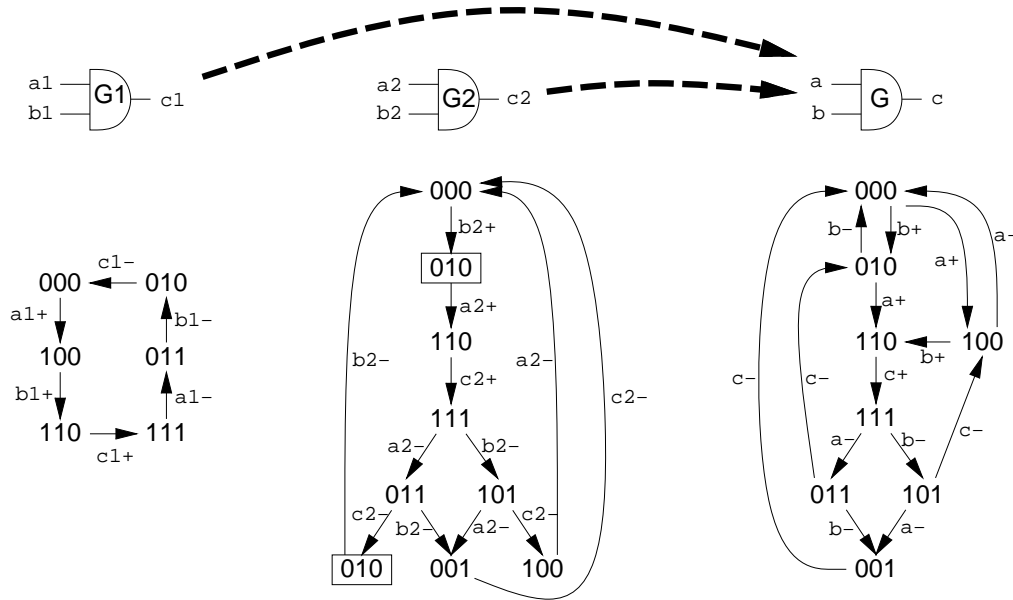 a1
b1
G1
c1
a2
b2
G2
c2
a
b
G
c
000
c1-
010
a1+
b1-
100
011
b1+
a1-
110
c1+
111
000
b2+
010
a2+
110
b2-
c2+
a2-
c2-
111
a2-
b2-
011
101
c2-
b2-
a2-
c2-
010
001
100
000
b-
b+
a+
a-
010
a+
110
b+
100
c-
c-
c+
111
a-
b-
c-
011
101
b-
a-
001